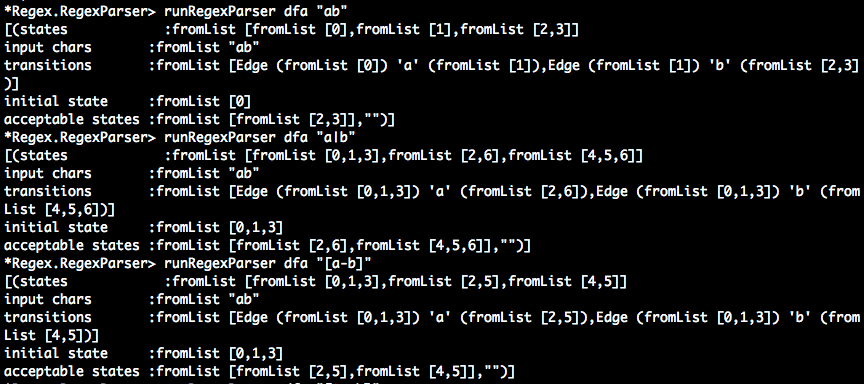 *Regex.RegexParser> runRegexParser dfa "ab"
[(states            :fromList [fromList [0],fromList [1],fromList [2,3]]
input chars       :fromList "ab"
transitions       :fromList [Edge (fromList [0]) 'a' (fromList [1]),Edge (fromList [1]) 'b' (fromList [2,3]
)]
initial state     :fromList [0]
acceptable states :fromList [fromList [2,3]],"")]
*Regex.RegexParser> runRegexParser dfa "a|b"
[(states            :fromList [fromList [0,1,3],fromList [2,6],fromList [4,5,6]]
input chars       :fromList "ab"
transitions       :fromList [Edge (fromList [0,1,3]) 'a' (fromList [2,6]),Edge (fromList [0,1,3]) 'b' (from
List [4,5,6])]
initial state     :fromList [0,1,3]
acceptable states :fromList [fromList [2,6],fromList [4,5,6]],"")]
*Regex.RegexParser> runRegexParser dfa "[a-b]"
[(states            :fromList [fromList [0,1,3],fromList [2,5],fromList [4,5]]
input chars       :fromList "ab"
transitions       :fromList [Edge (fromList [0,1,3]) 'a' (fromList [2,5]),Edge (fromList [0,1,3]) 'b' (from
List [4,5])]
initial state     :fromList [0,1,3]
acceptable states :fromList [fromList [2,5],fromList [4,5]],"")]